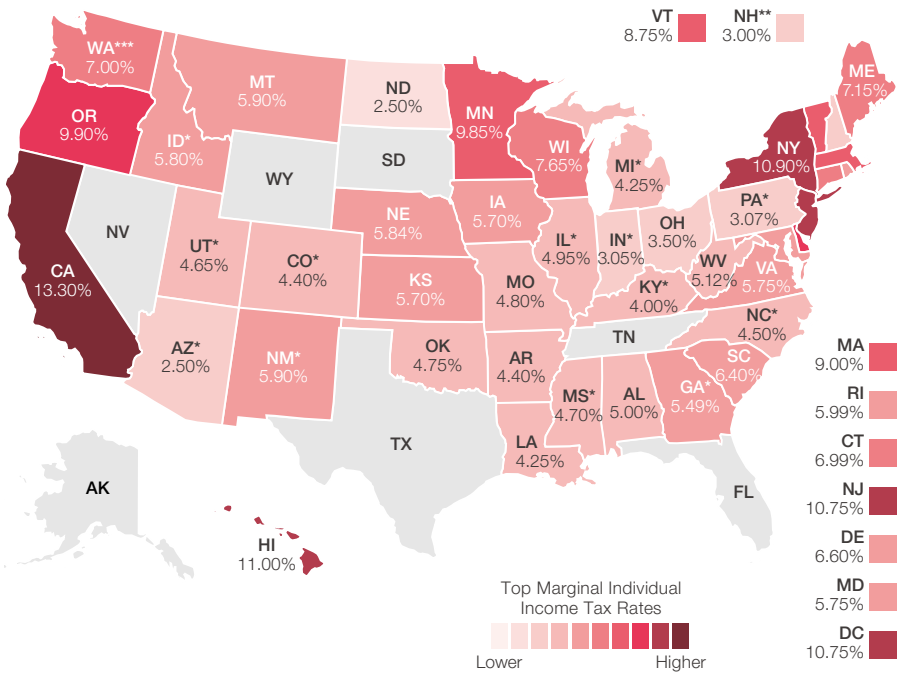 VT
8.75%
NH**
3.00%
WA***
7.00%
MT
5.90%
ND
2.50%
MN
9.85%
ME
7.15%
OR
9.90%
ID*
5.80%
SD
WI
7.65%
MI*
4.25%
NY
10.90%
WY
NV
NE
5.84%
IA
5.70%
PA*
3.07%
UT*
4.65%
CO*
4.40%
IL*
4.95%
IN*
3.05%
OH
3.50%
CA
13.30%
KS
5.70%
MO
4.80%
KY*
4.00%
WV
5.12%
VA
5.75%
AZ*
2.50%
NM*
5.90%
OK
4.75%
AR
4.40%
TN
NC*
4.50%
SC
6.40%
MS*
4.70%
AL
5.00%
GA*
5.49%
TX
LA
4.25%
FL
AK
HI
11.00%
MA
9.00%
RI
5.99%
CT
6.99%
NJ
10.75%
DE
6.60%
MD
5.75%
DC
10.75%
Top Marginal Individual
Income Tax Rates
Lower
Higher